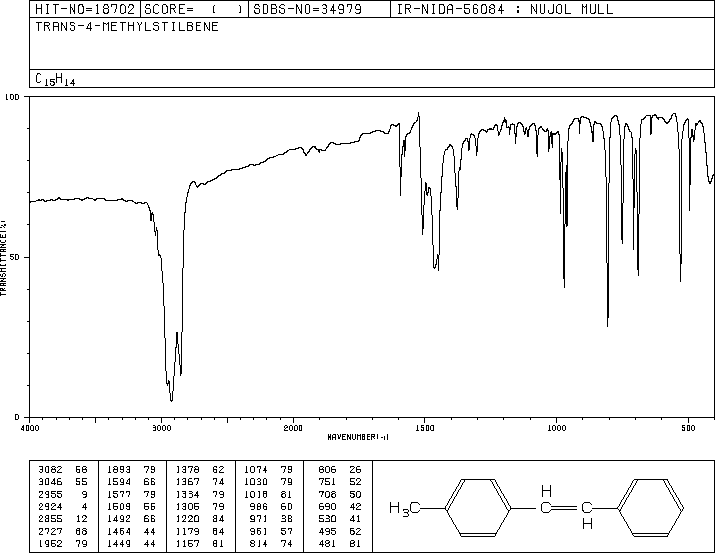 HIT-NO=18702 SCORE= ( ) SDBS-NO=34979 IR-NIDA-56084 : NUJOL MULL
TRANS-4-METHYLSTILBENE
C15H14
100
50
0
TRANSMITTANCE(%)
4000 3000 2000 1500 1000 500
WAVENUMBER(-1)
3082 68 1893 79 1378 62 1074 79 806 26
3046 55 1594 66 1367 74 1030 79 751 52
2955 9 1577 79 1334 79 1018 81 708 50
2924 4 1509 55 1305 79 986 60 690 42
2855 12 1492 66 1220 84 971 38 530 41
2727 68 1464 44 1179 84 961 57 495 62
1952 79 1449 44 1157 81 814 74 481 81
H3C H H